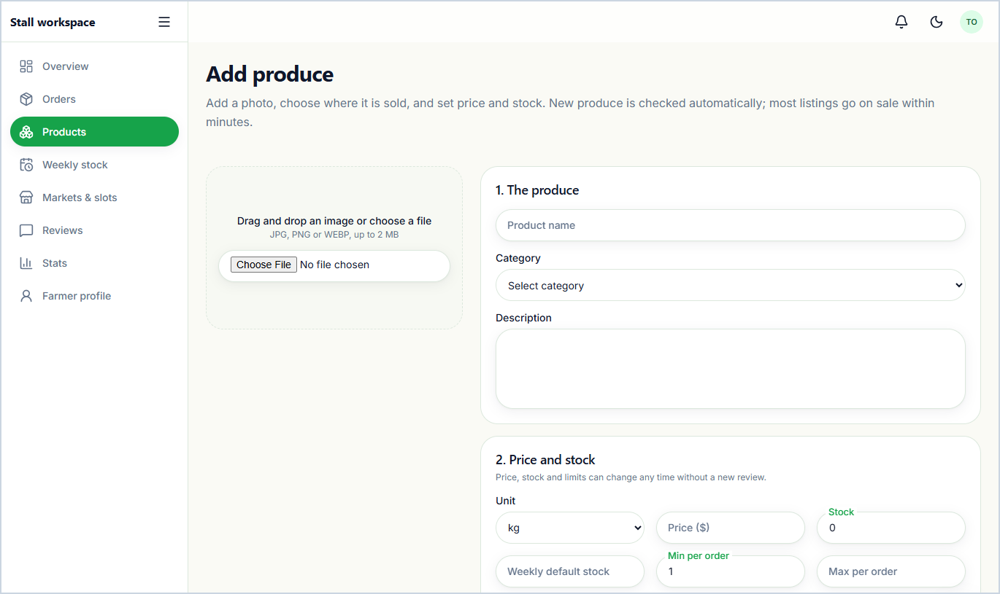 Stall workspace
TO
Overview
Orders
Products
Weekly stock
Markets & slots
Reviews
Stats
Farmer profile
Add produce
Add a photo, choose where it is sold, and set price and stock. New produce is checked automatically; most listings go on sale within
minutes.
Drag and drop an image or choose a file
JPG, PNG or WEBP, up to 2 MB
Choose File No file chosen
1. The produce
Product name
Category
Select category
Description
2. Price and stock
Price, stock and limits can change any time without a new review.
Unit
kg
Price ($)
Stock
0
Weekly default stock
Min per order
1
Max per order